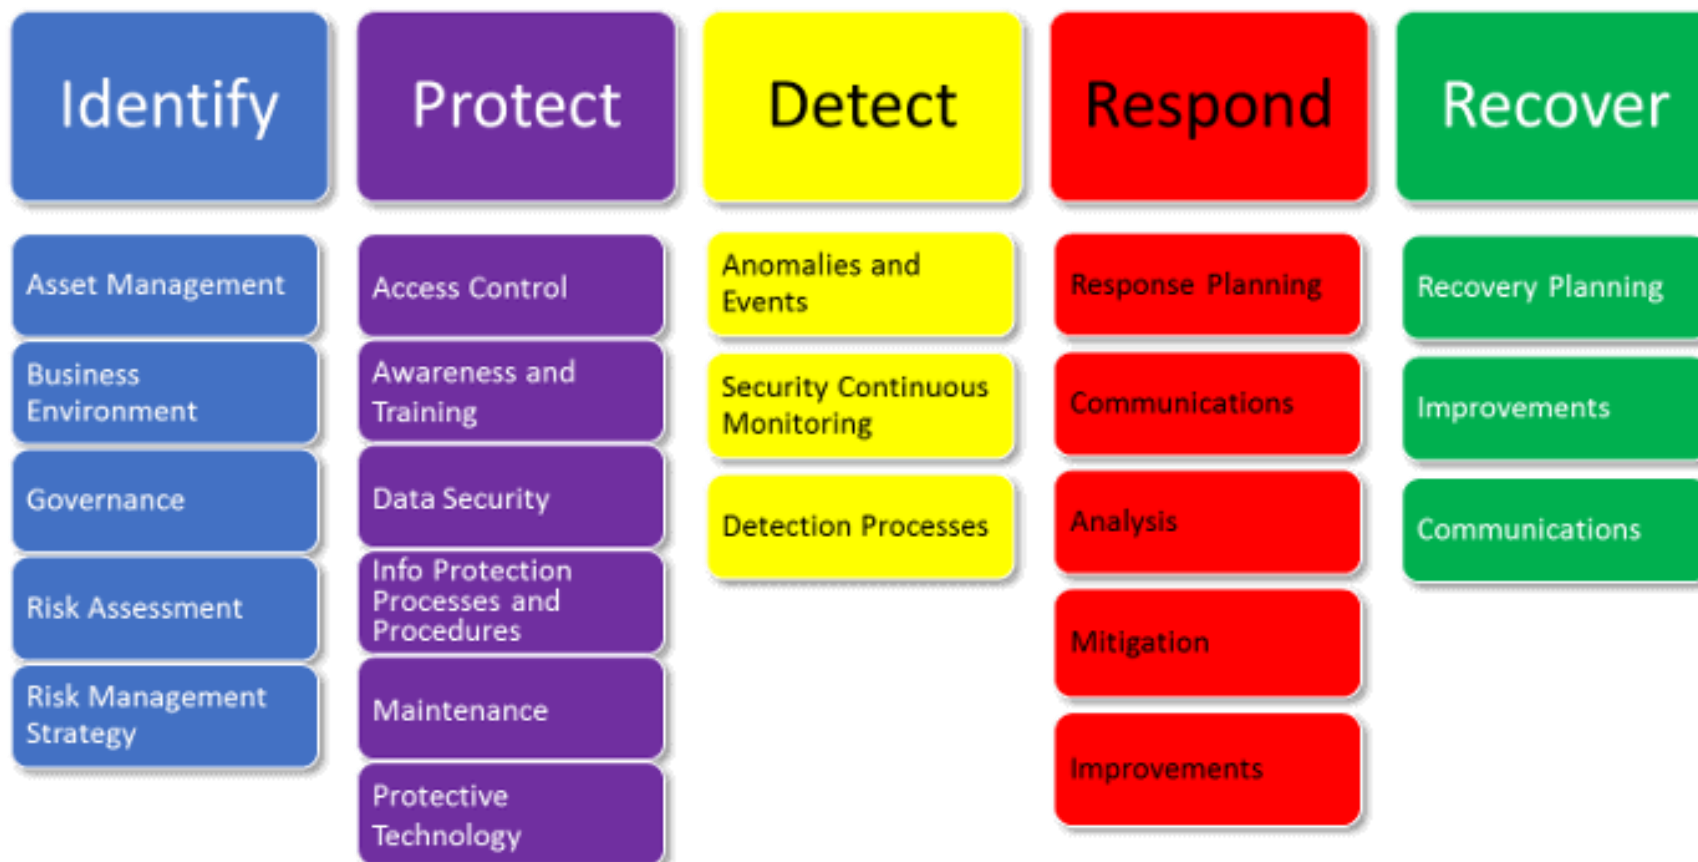 Identify
Protect
Detect
Respond
Recover
Asset Management
Business
Environment
Governance
Risk Assessment
Risk Management
Strategy
Access Control
Awareness and
Training
Data Security
Info Protection
Processes and
Procedures
Maintenance
Protective
Technology
Anomalies and
Events
Security Continuous
Monitoring
Detection Processes
Response Planning
Communications
Analysis
Mitigation
Improvements
Recovery Planning
Improvements
Communications